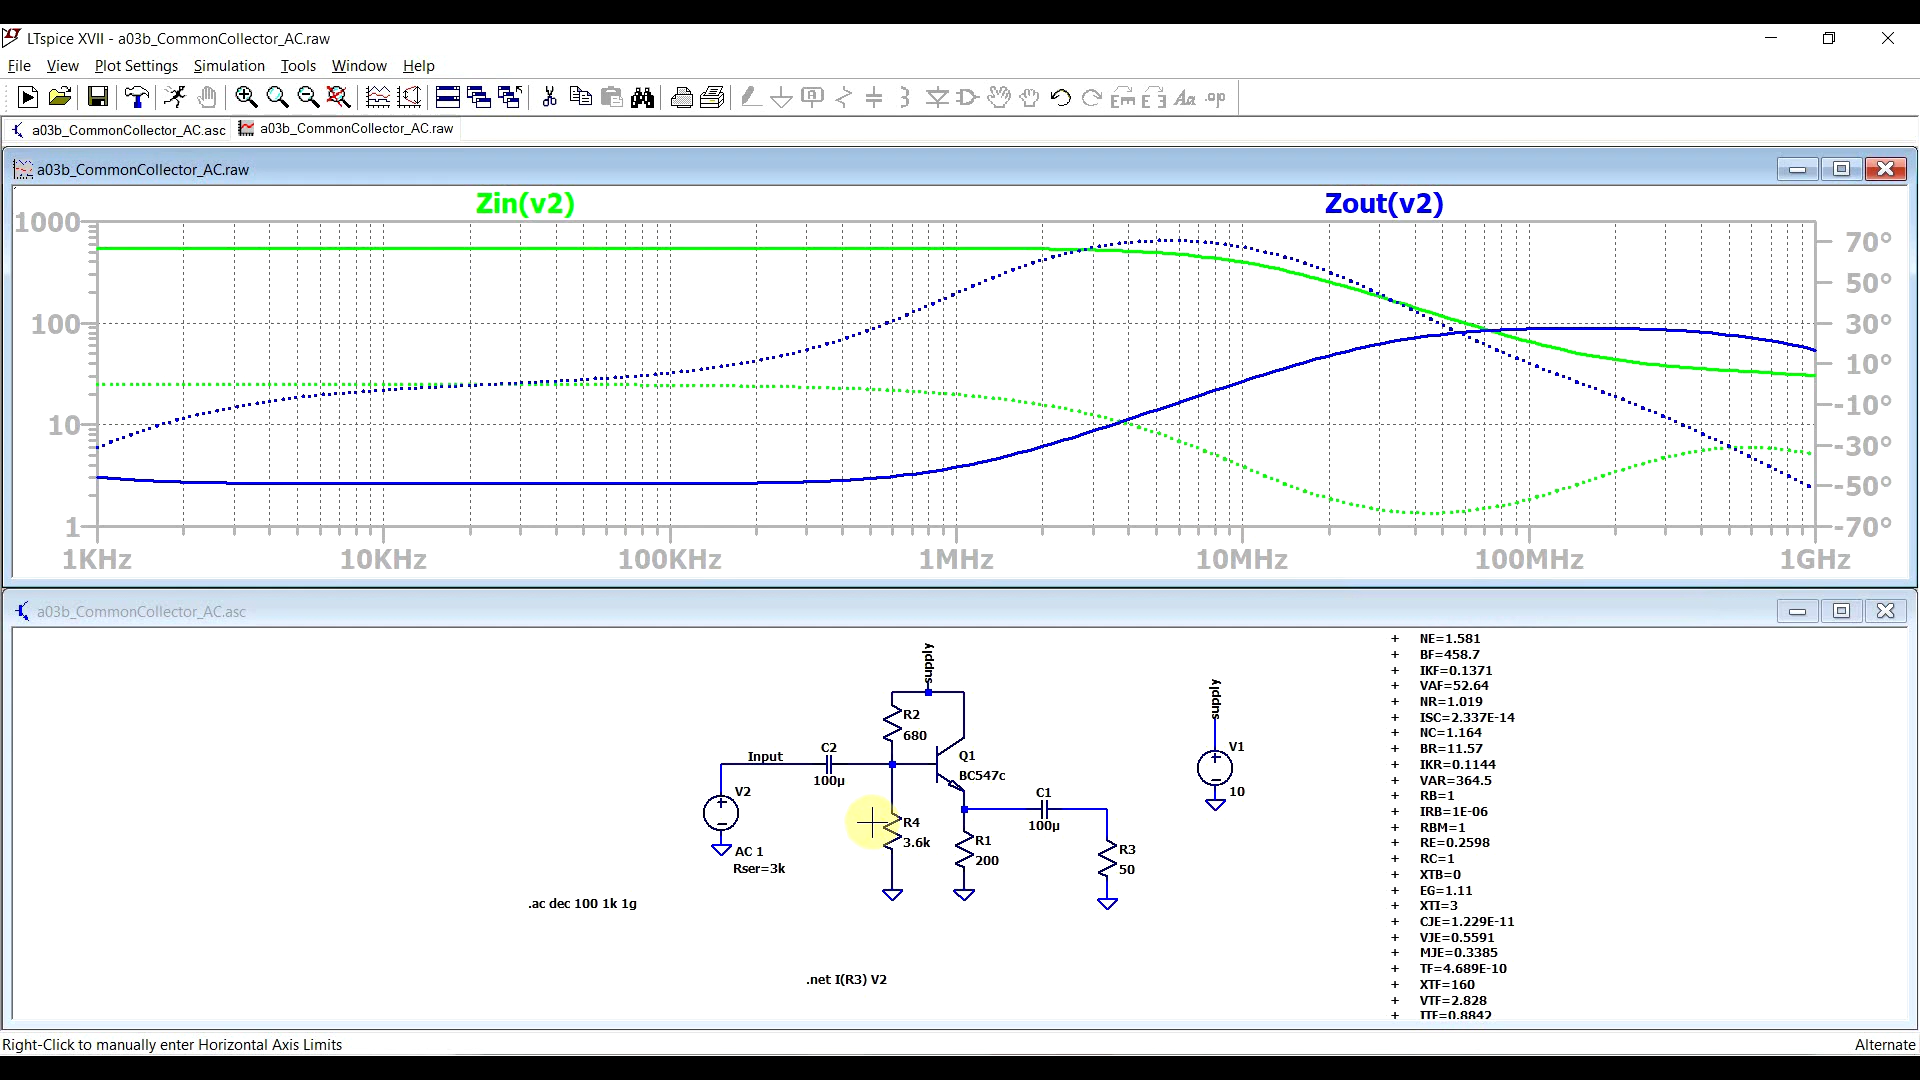 LTspice XVII - a03b_CommonCollector_AC.raw
File View Plot Settings Simulation Tools Window Help
a03b_CommonCollector_AC.asc a03b_CommonCollector_AC.raw
a03b_CommonCollector_AC.raw
Zin(v2) Zout(v2)
1000
100
10
1
70°
50°
30°
10°
-10°
-30°
-50°
-70°
1KHz 10KHz 100KHz 1MHz 10MHz 100MHz 1GHz
a03b_CommonCollector_AC.asc
supply
R2
680
Input
C2
100µ
Q1
BC547c
V2
AC 1
Rser=3k
R4
3.6k
R1
200
C1
100µ
R3
50
supply
V1
10
.ac dec 100 1k 1g
.net I(R3) V2
+ NE=1.581
+ BF=458.7
+ IKF=0.1371
+ VAF=52.64
+ NR=1.019
+ ISC=2.337E-14
+ NC=1.164
+ BR=11.57
+ IKR=0.1144
+ VAR=364.5
+ RB=1
+ IRB=1E-06
+ RBM=1
+ RE=0.2598
+ RC=1
+ XTB=0
+ EG=1.11
+ XTI=3
+ CJE=1.229E-11
+ VJE=0.5591
+ MJE=0.3385
+ TF=4.689E-10
+ XTF=160
+ VTF=2.828
+ ITF=0.8842
Right-Click to manually enter Horizontal Axis Limits
Alternate